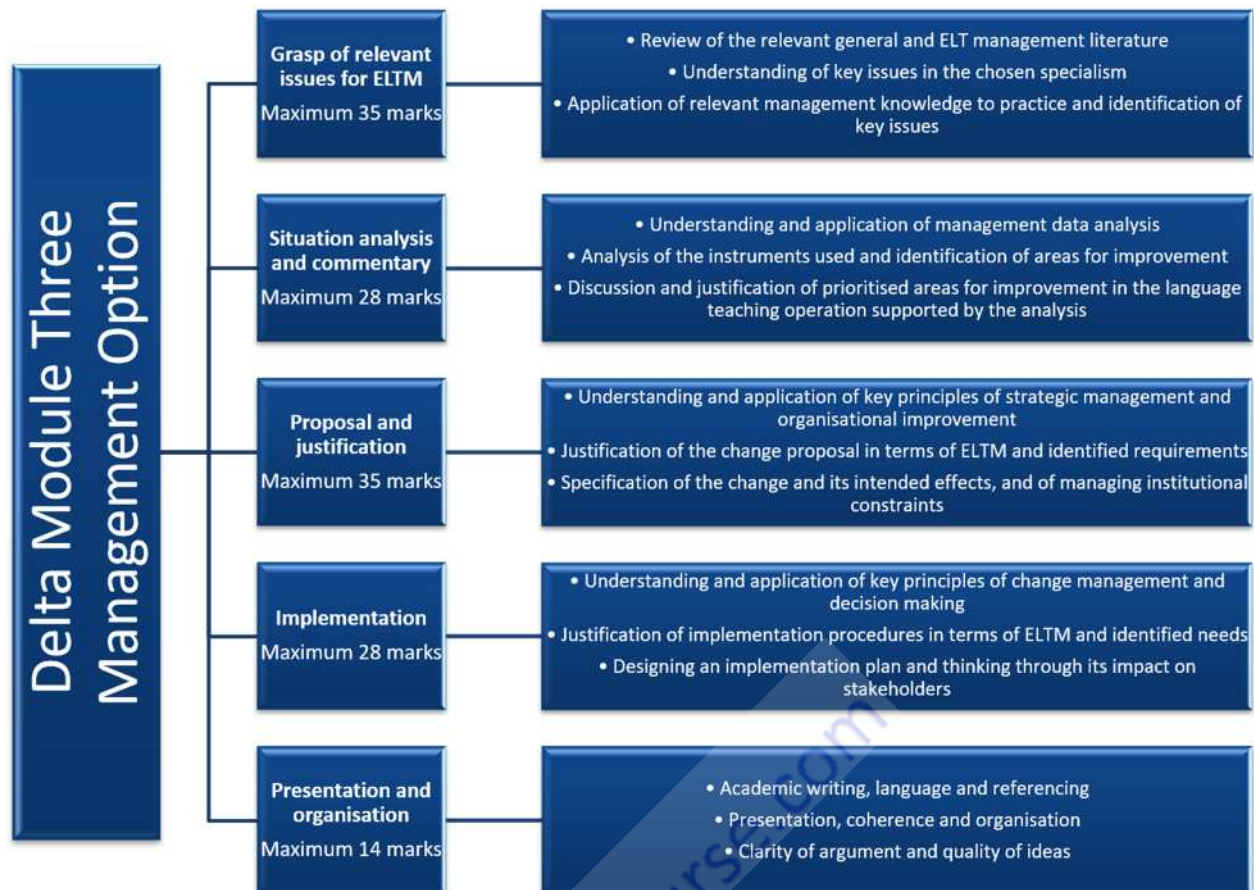 Delta Module Three
Management Option
Grasp of relevant
issues for ELTM
Maximum 35 marks
• Review of the relevant general and ELT management literature
• Understanding of key issues in the chosen specialism
• Application of relevant management knowledge to practice and identification of
key issues
Situation analysis
and commentary
Maximum 28 marks
• Understanding and application of management data analysis
• Analysis of the instruments used and identification of areas for improvement
• Discussion and justification of prioritised areas for improvement in the language
teaching operation supported by the analysis
Proposal and
justification
Maximum 35 marks
• Understanding and application of key principles of strategic management and
organisational improvement
• Justification of the change proposal in terms of ELTM and identified requirements
• Specification of the change and its intended effects, and of managing institutional
constraints
Implementation
Maximum 28 marks
• Understanding and application of key principles of change management and
decision making
• Justification of implementation procedures in terms of ELTM and identified needs
• Designing an implementation plan and thinking through its impact on
stakeholders
Presentation and
organisation
Maximum 14 marks
• Academic writing, language and referencing
• Presentation, coherence and organisation
• Clarity of argument and quality of ideas